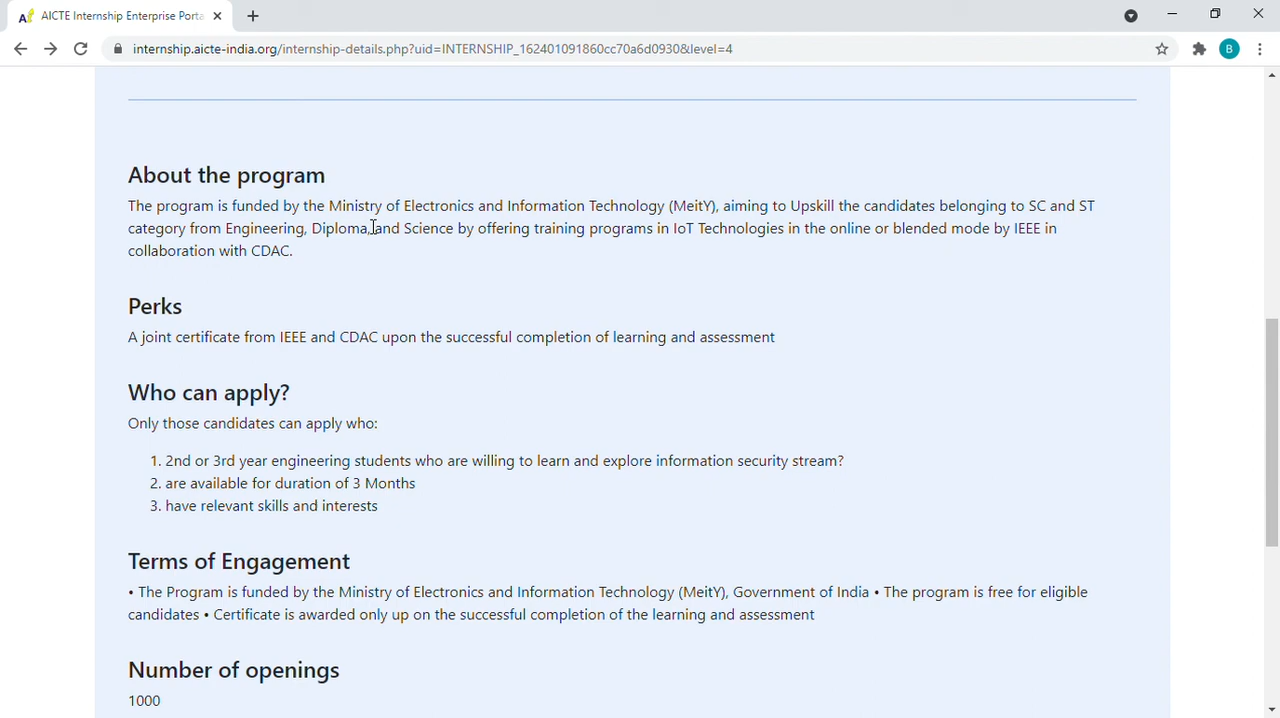 AICTE Internship Enterprise Porta
internship.aicte-india.org/internship-details.php?uid=INTERNSHIP_162401091860cc70a6d0930&level=4
B
About the program
The program is funded by the Ministry of Electronics and Information Technology (MeitY), aiming to Upskill the candidates belonging to SC and ST
category from Engineering, Diploma, and Science by offering training programs in IoT Technologies in the online or blended mode by IEEE in
collaboration with CDAC.
Perks
A joint certificate from IEEE and CDAC upon the successful completion of learning and assessment
Who can apply?
Only those candidates can apply who:
1. 2nd or 3rd year engineering students who are willing to learn and explore information security stream?
2. are available for duration of 3 Months
3. have relevant skills and interests
Terms of Engagement
• The Program is funded by the Ministry of Electronics and Information Technology (MeitY), Government of India • The program is free for eligible
candidates • Certificate is awarded only up on the successful completion of the learning and assessment
Number of openings
1000